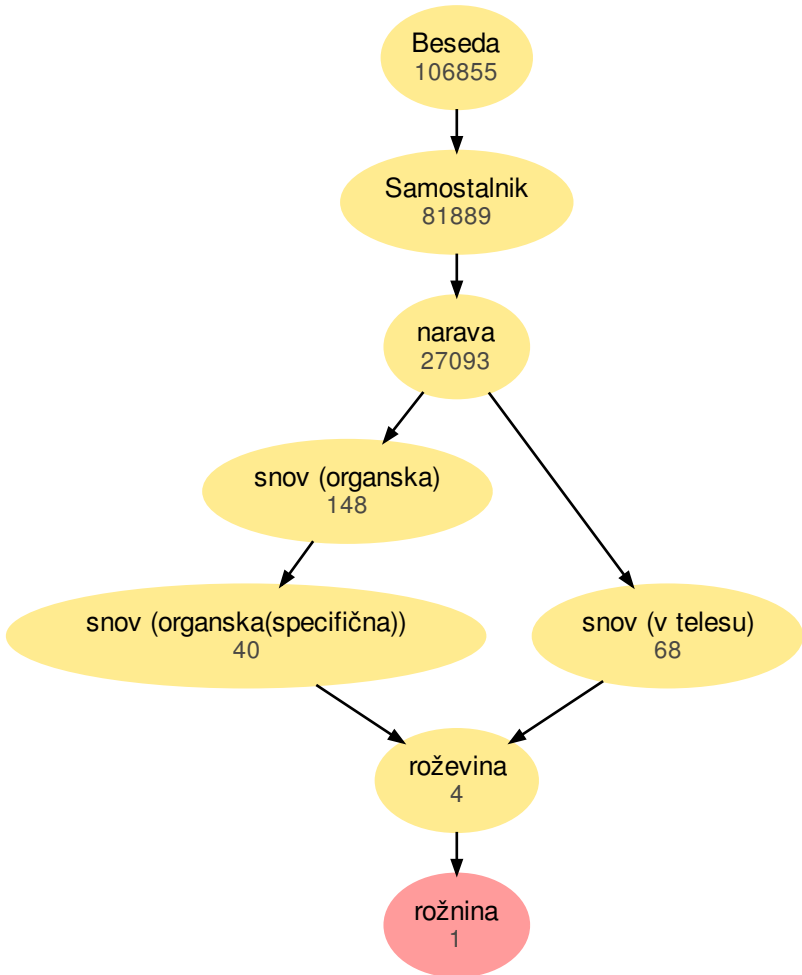 Beseda
106855
Samostalnik
81889
narava
27093
snov (organska)
148
snov (organska(specifična))
40
snov (v telesu)
68
roževina
4
rožnina
1